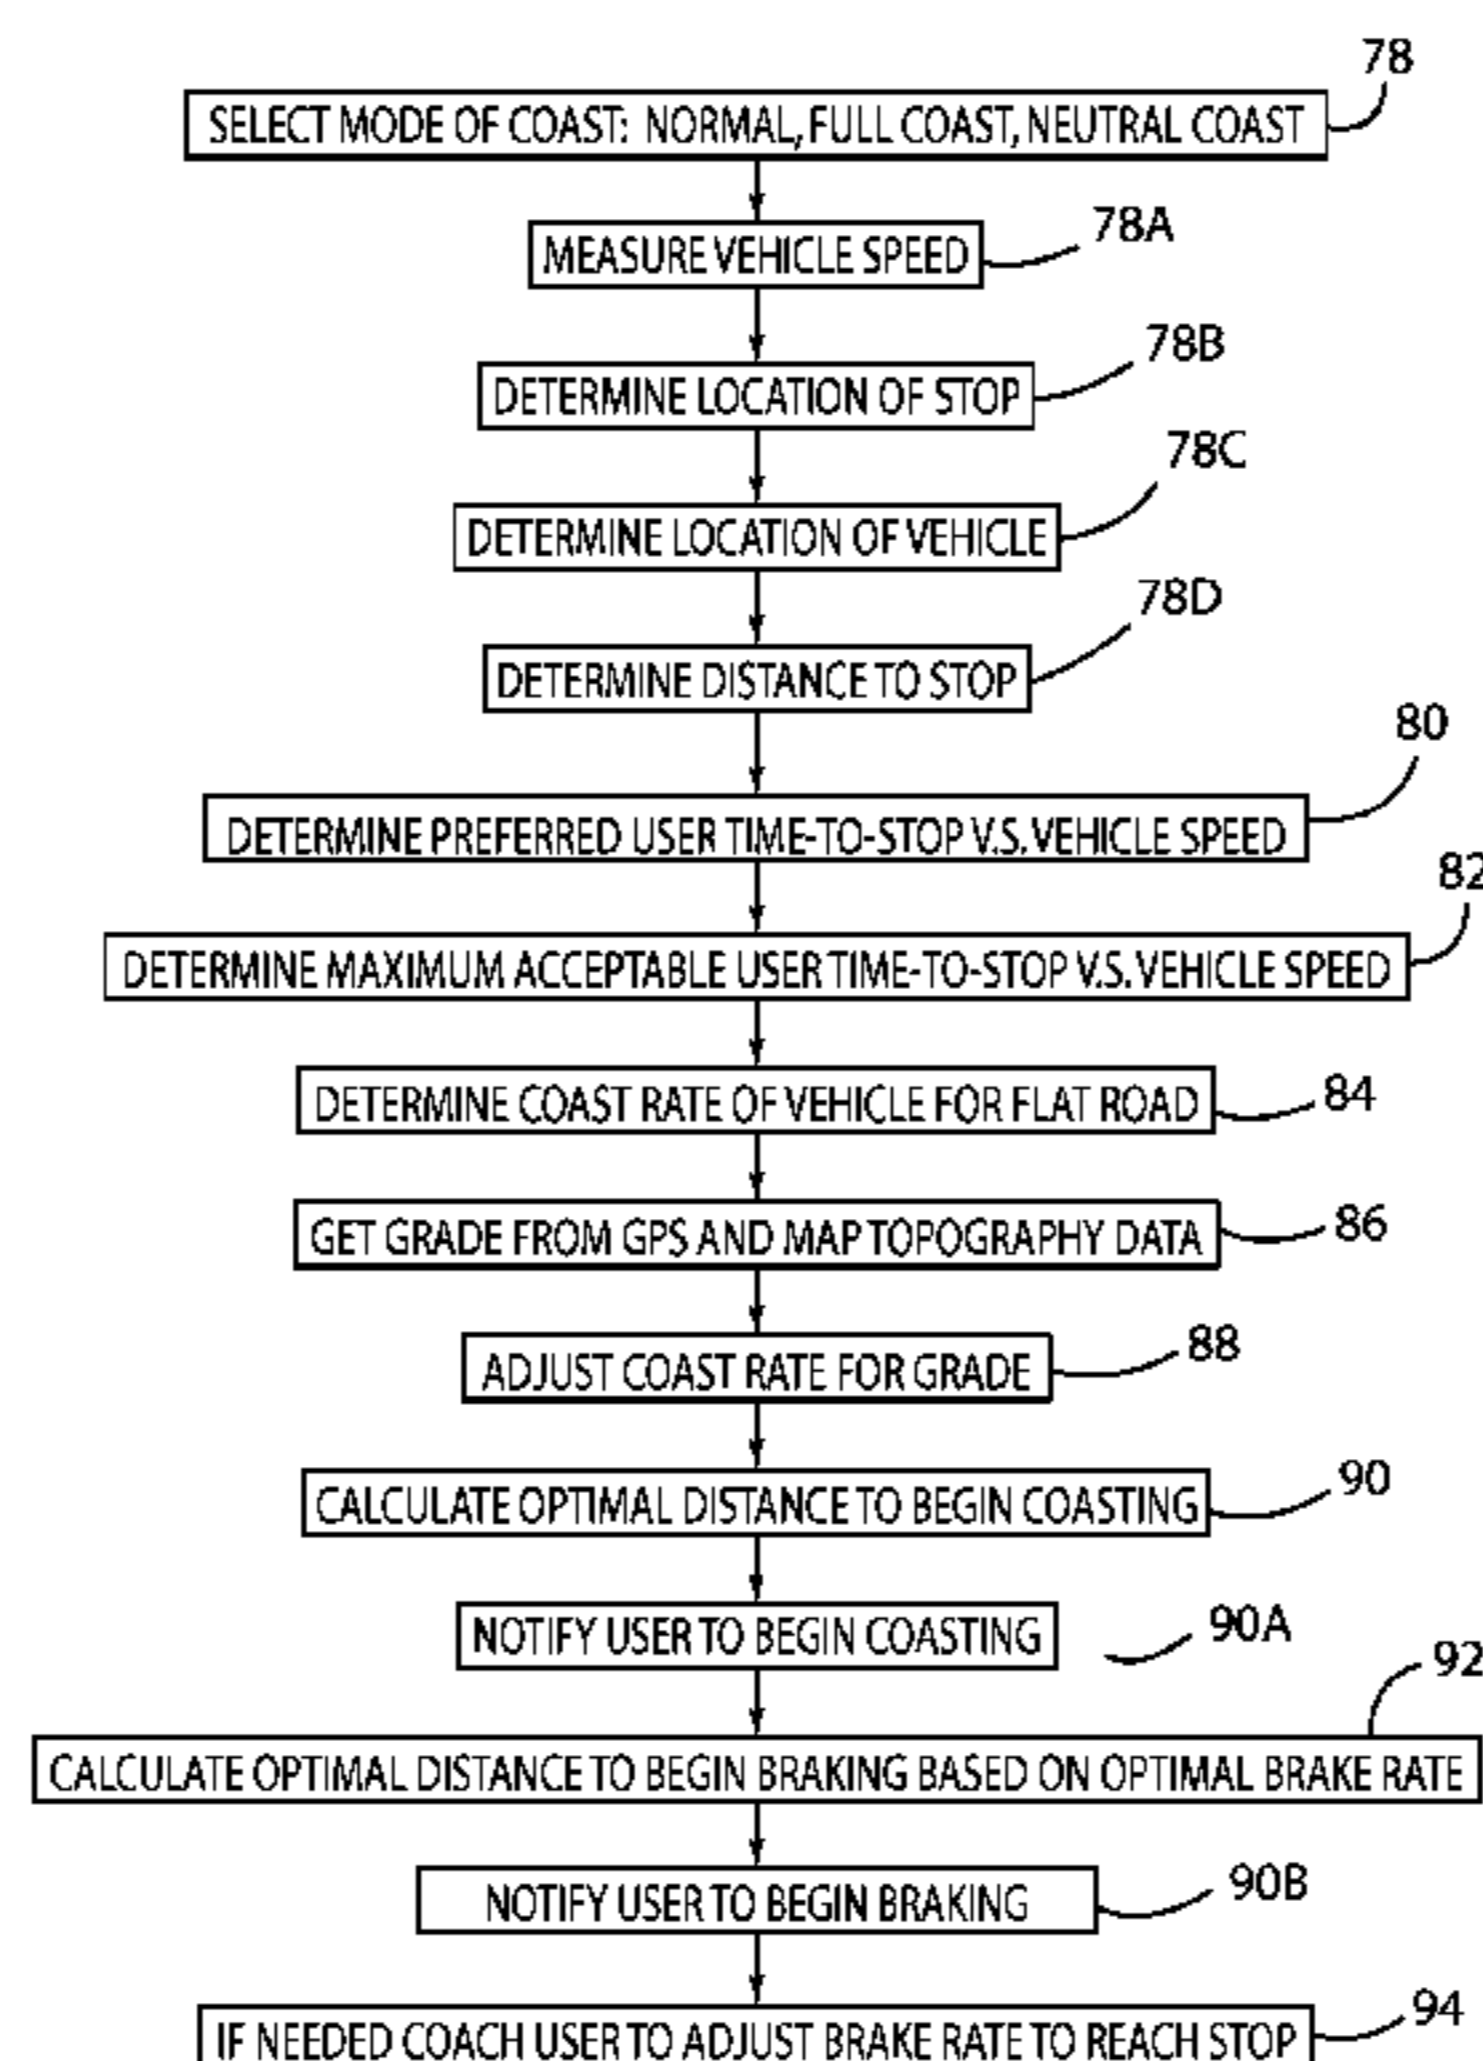 78
SELECT MODE OF COAST: NORMAL, FULL COAST, NEUTRAL COAST
78A
MEASURE VEHICLE SPEED
78B
DETERMINE LOCATION OF STOP
78C
DETERMINE LOCATION OF VEHICLE
78D
DETERMINE DISTANCE TO STOP
80
DETERMINE PREFERRED USER TIME-TO-STOP V.S. VEHICLE SPEED
82
DETERMINE MAXIMUM ACCEPTABLE USER TIME-TO-STOP V.S. VEHICLE SPEED
DETERMINE COAST RATE OF VEHICLE FOR FLAT ROAD
84
GET GRADE FROM GPS AND MAP TOPOGRAPHY DATA
86
ADJUST COAST RATE FOR GRADE
88
CALCULATE OPTIMAL DISTANCE TO BEGIN COASTING
90
NOTIFY USER TO BEGIN COASTING
90A
92
CALCULATE OPTIMAL DISTANCE TO BEGIN BRAKING BASED ON OPTIMAL BRAKE RATE
NOTIFY USER TO BEGIN BRAKING
90B
IF NEEDED COACH USER TO ADJUST BRAKE RATE TO REACH STOP
94